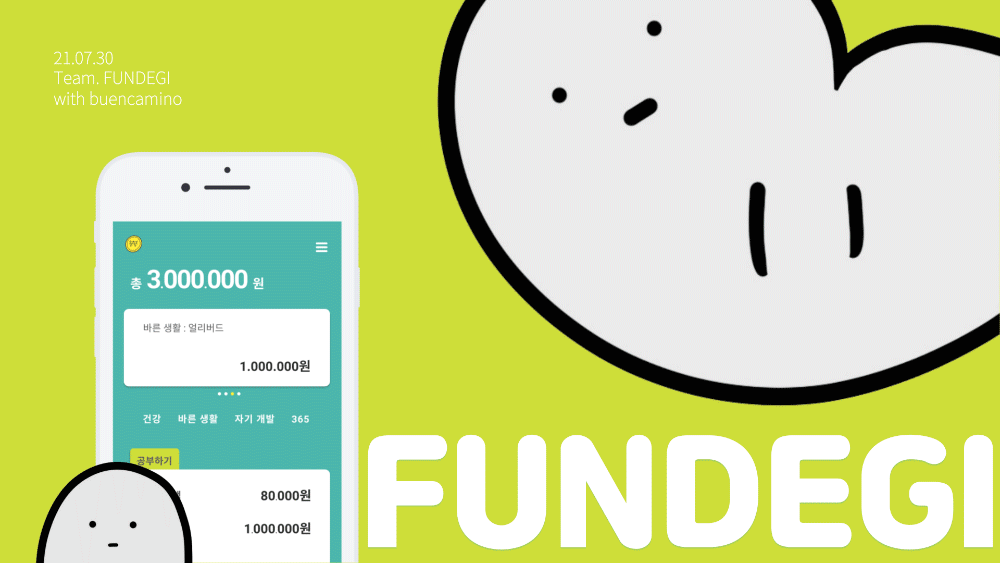 21.07.30
Team. FUNDEGI
with buencamino
₩
총 3.000.000 원
바른 생활 : 얼리버드
1.000.000원
건강 바른 생활 자기 개발 365
공부하기
80.000원
1.000.000원
FUNDEGI